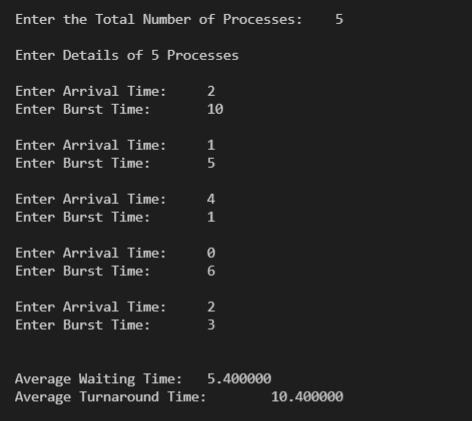 Enter the Total Number of Processes: 5
Enter Details of 5 Processes
Enter Arrival Time: 2
Enter Burst Time: 10
Enter Arrival Time: 1
Enter Burst Time: 5
Enter Arrival Time: 4
Enter Burst Time: 1
Enter Arrival Time: 0
Enter Burst Time: 6
Enter Arrival Time: 2
Enter Burst Time: 3
Average Waiting Time: 5.400000
Average Turnaround Time: 10.400000